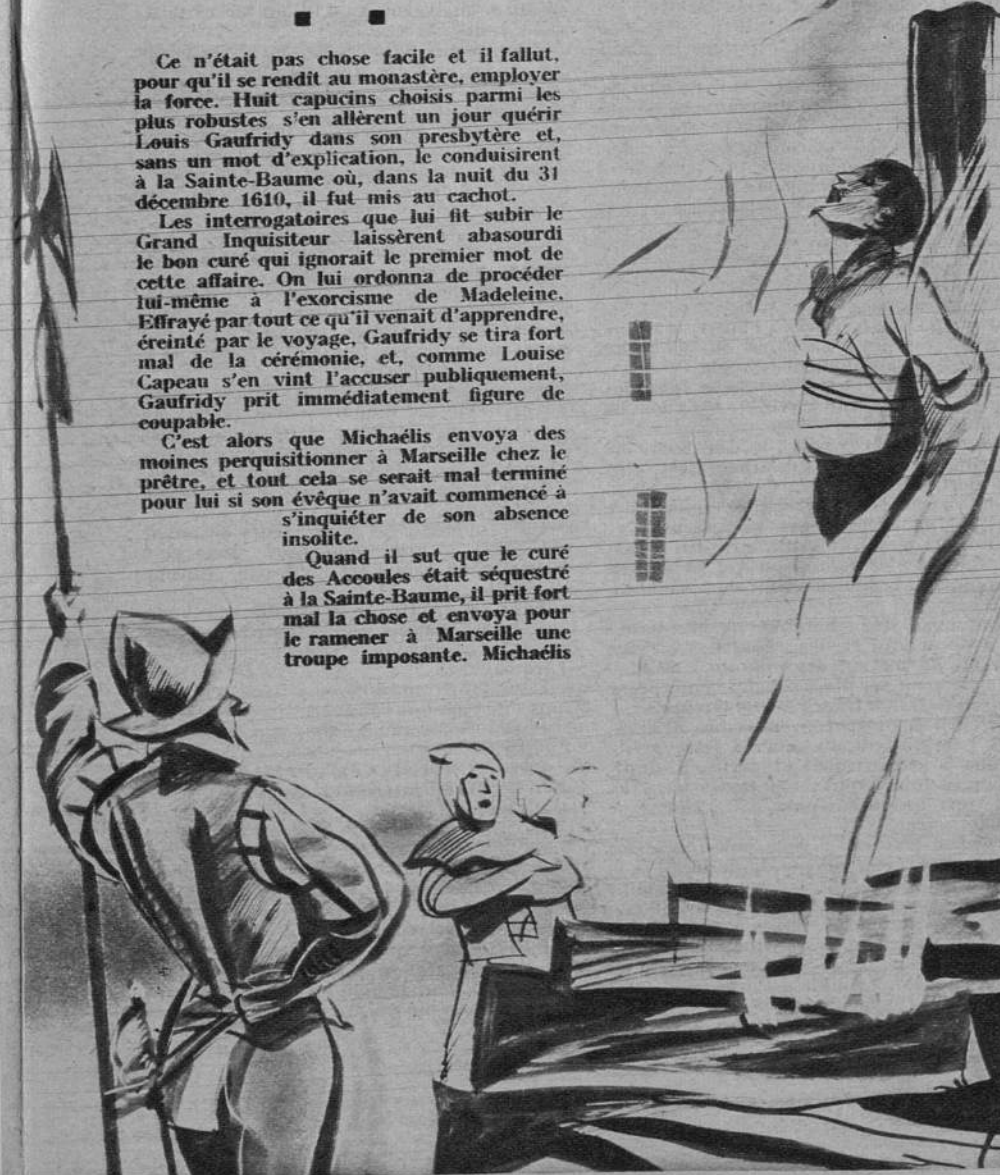 Ce n'était pas chose facile et il fallut,
pour qu'il se rendît au monastère, employer
la force. Huit capucins choisis parmi les
plus robustes s'en allèrent un jour quérir
Louis Gaufridy dans son presbytère et,
sans un mot d'explication, le conduisirent
à la Sainte-Baume où, dans la nuit du 31
décembre 1610, il fut mis au cachot.
Les interrogatoires que lui fit subir le
Grand Inquisiteur laissèrent abasourdi
le bon curé qui ignorait le premier mot de
cette affaire. On lui ordonna de procéder
lui-même à l'exorcisme de Madeleine.
Effrayé par tout ce qu'il venait d'apprendre,
éreinté par le voyage, Gaufridy se tira fort
mal de la cérémonie, et, comme Louise
Capeau s'en vint l'accuser publiquement,
Gaufridy prit immédiatement figure de
coupable.
C'est alors que Michaélis envoya des
moines perquisitionner à Marseille chez le
prêtre, et tout cela se serait mal terminé
pour lui si son évêque n'avait commencé à
s'inquiéter de son absence
insolite.
Quand il sut que le curé
des Accoules était séquestré
à la Sainte-Baume, il prit fort
mal la chose et envoya pour
le ramener à Marseille une
troupe imposante. Michaélis